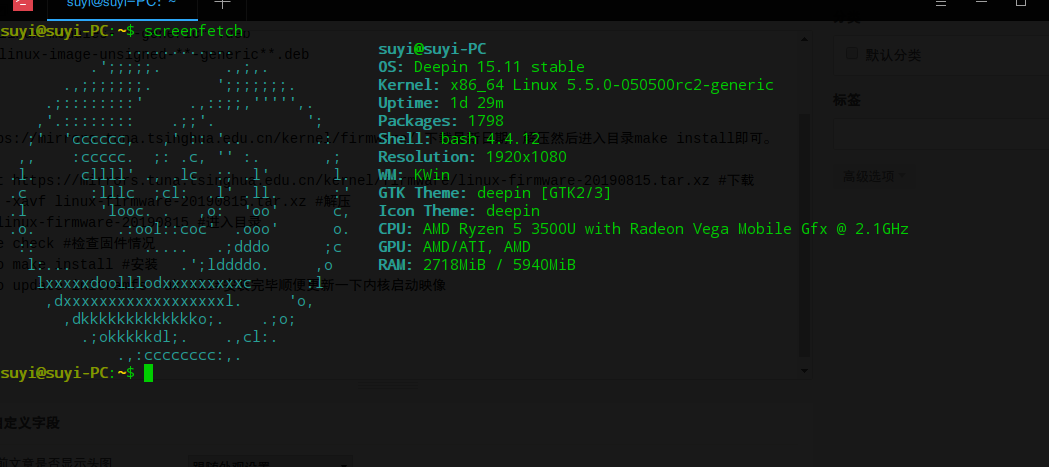 suyi@suyi-PC: ~
suyi@suyi-PC:~$ screenfetch
linux-image-unsigned-**-generic**.deb
suyi@suyi-PC
OS: Deepin 15.11 stable
默认分类
Kernel: x86_64 Linux 5.5.0-050500rc2-generic
Uptime: 1d 29m
标签
Packages: 1798
Shell: bash 4.4.12
然后进入目录make install即可。
Resolution: 1920x1080
WM: KWin
linux-firmware-20190815.tar.xz #下载
高级选项
GTK Theme: deepin [GTK2/3]
-xavf linux-firmware-20190815.tar.xz #解压
Icon Theme: deepin
linux-firmware-20190815 #进入目录
CPU: AMD Ryzen 5 3500U with Radeon Vega Mobile Gfx @ 2.1GHz
check #检查固件情况
GPU: AMD/ATI, AMD
RAM: 2718MiB / 5940MiB
make install #安装
完毕顺便更新一下内核启动映像
suyi@suyi-PC:~$
自定义字段